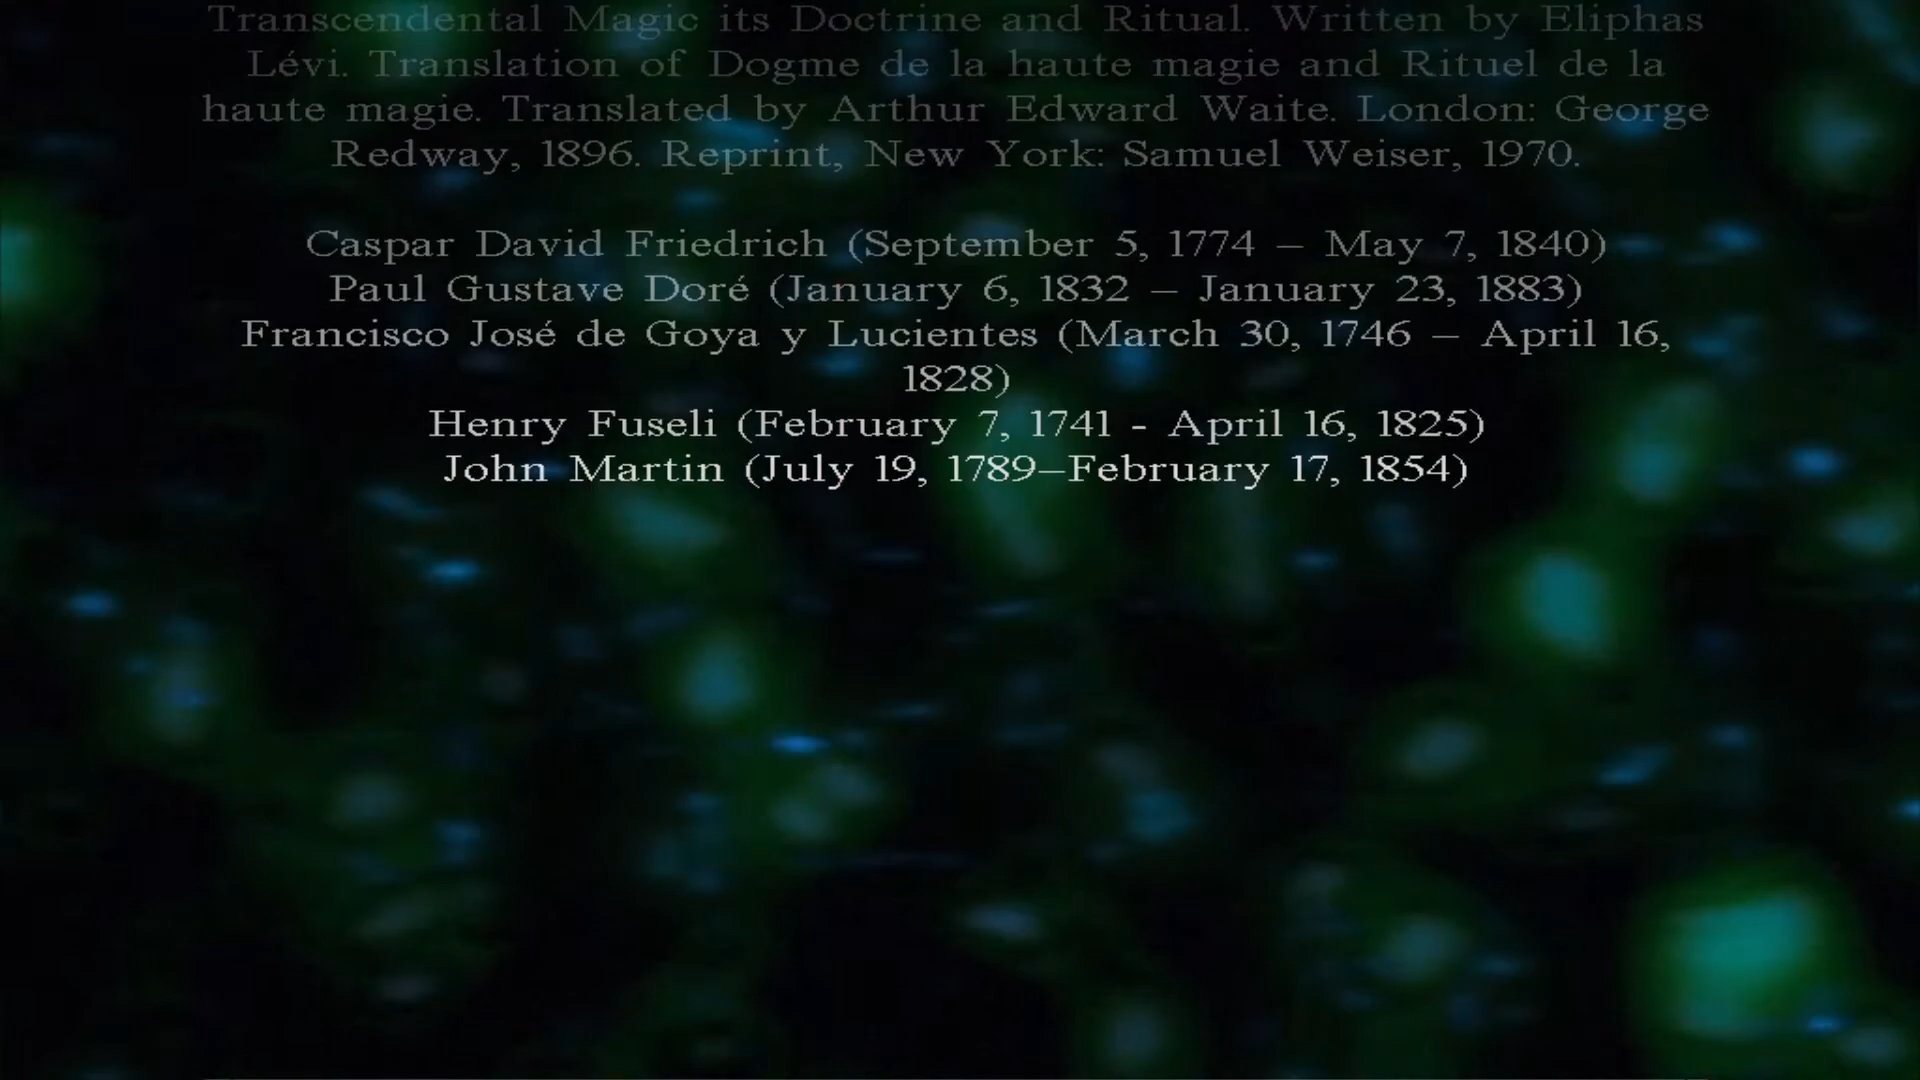 Transcendental Magic its Doctrine and Ritual. Written by Eliphas
Lévi. Translation of Dogme de la haute magie and Rituel de la
haute magie. Translated by Arthur Edward Waite. London: George
Redway, 1896. Reprint, New York: Samuel Weiser, 1970.
Caspar David Friedrich (September 5, 1774 – May 7, 1840)
Paul Gustave Doré (January 6, 1832 – January 23, 1883)
Francisco José de Goya y Lucientes (March 30, 1746 – April 16,
1828)
Henry Fuseli (February 7, 1741 - April 16, 1825)
John Martin (July 19, 1789–February 17, 1854)